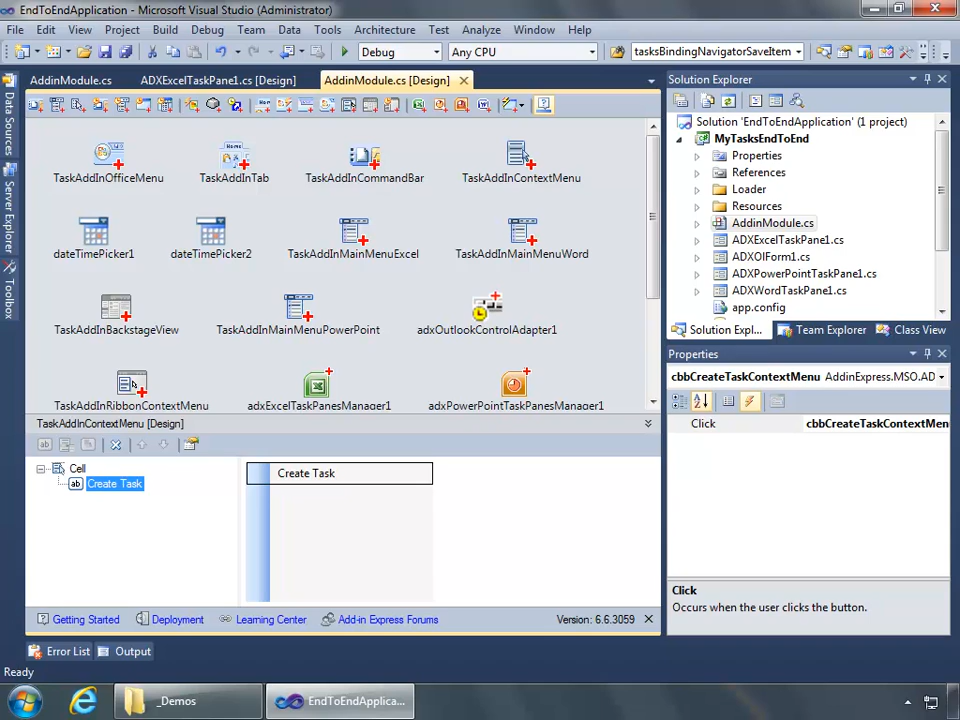 EndToEndApplication - Microsoft Visual Studio (Administrator)
File Edit View Project Build Debug Team Data Tools Architecture Test Analyze Window Help
Debug Any CPU tasksBindingNavigatorSaveItem
AddinModule.cs ADXExcelTaskPane1.cs [Design] AddinModule.cs [Design]
Data Sources
Server Explorer
Toolbox
TaskAddInOfficeMenu TaskAddInTab TaskAddInCommandBar TaskAddInContextMenu
dateTimePicker1 dateTimePicker2 TaskAddInMainMenuExcel TaskAddInMainMenuWord
TaskAddInBackstageView TaskAddInMainMenuPowerPoint adxOutlookControlAdapter1
TaskAddInRibbonContextMenu adxExcelTaskPanesManager1 adxPowerPointTaskPanesManager1
TaskAddInContextMenu [Design]
Cell
Create Task
Create Task
Getting Started Deployment Learning Center Add-in Express Forums Version: 6.6.3059
Solution Explorer
Solution 'EndToEndApplication' (1 project)
MyTasksEndToEnd
Properties
References
Loader
Resources
AddinModule.cs
ADXExcelTaskPane1.cs
ADXOlForm1.cs
ADXPowerPointTaskPane1.cs
ADXWordTaskPane1.cs
app.config
Solution Expl... Team Explorer Class View
Properties
cbbCreateTaskContextMenu AddinExpress.MSO.AD
Click cbbCreateTaskContextMen
Click
Occurs when the user clicks the button.
Error List Output
Ready
_Demos EndToEndApplica...